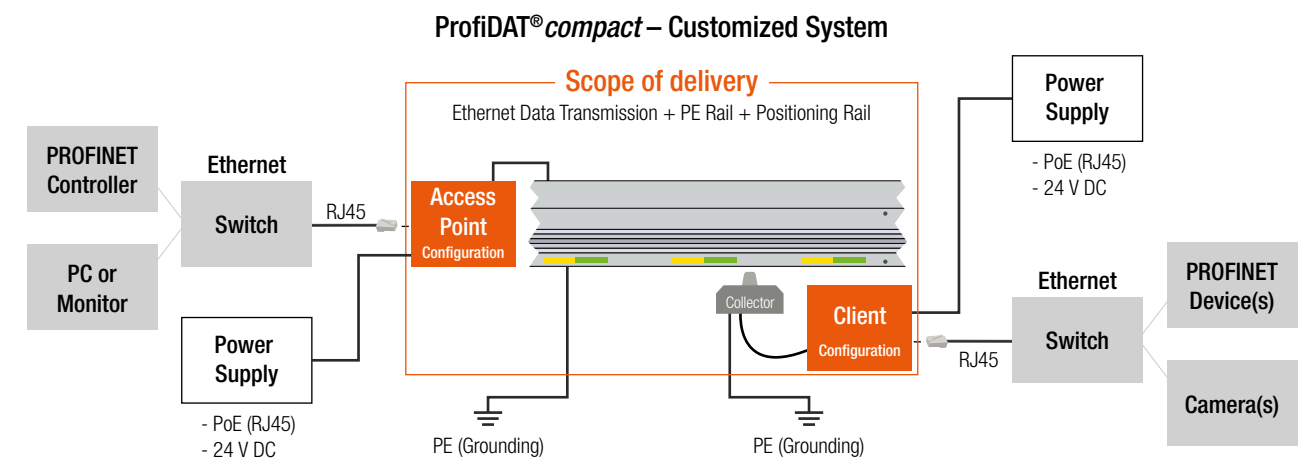 ProfiDAT® compact – Customized System
Scope of delivery
Ethernet Data Transmission + PE Rail + Positioning Rail
PROFINET
Controller
PC or
Monitor
Ethernet
Switch
RJ45
Power
Supply
- PoE (RJ45)
- 24 V DC
Access
Point
Configuration
Collector
Client
Configuration
PE (Grounding)
PE (Grounding)
Power
Supply
- PoE (RJ45)
- 24 V DC
RJ45
Ethernet
Switch
PROFINET
Device(s)
Camera(s)